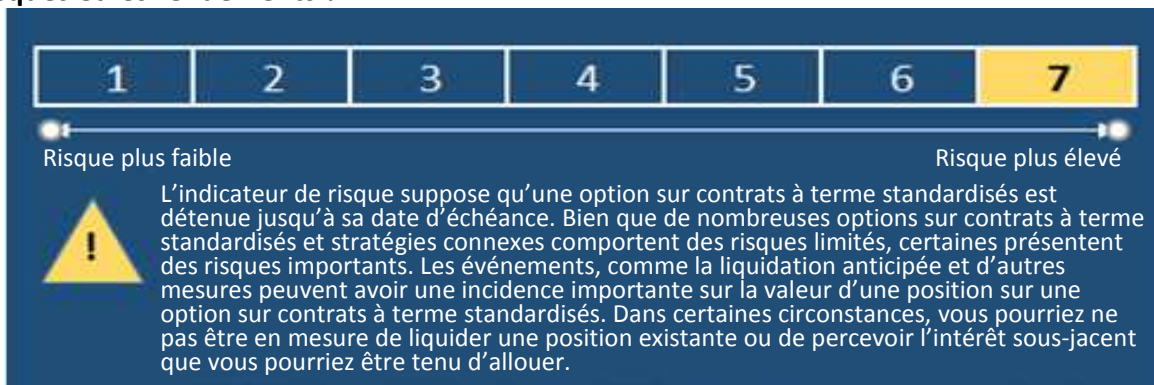 1 2 3 4 5 6 7
Risque plus faible Risque plus élevé
L’indicateur de risque suppose qu’une option sur contrats à terme standardisés est
détenue jusqu’à sa date d’échéance. Bien que de nombreuses options sur contrats à terme
! standardisés et stratégies connexes comportent des risques limités, certaines présentent
des risques importants. Les événements, comme la liquidation anticipée et d’autres
mesures peuvent avoir une incidence importante sur la valeur d’une position sur une
option sur contrats à terme standardisés. Dans certaines circonstances, vous pourriez ne
pas être en mesure de liquider une position existante ou de percevoir l’intérêt sous-jacent
que vous pourriez être tenu d’allouer.